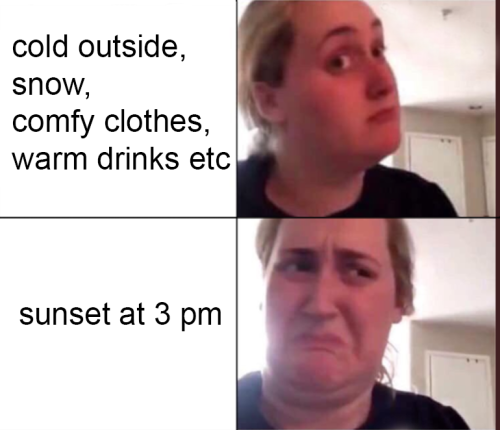 cold outside,
snow,
comfy clothes,
warm drinks etc
sunset at 3 pm